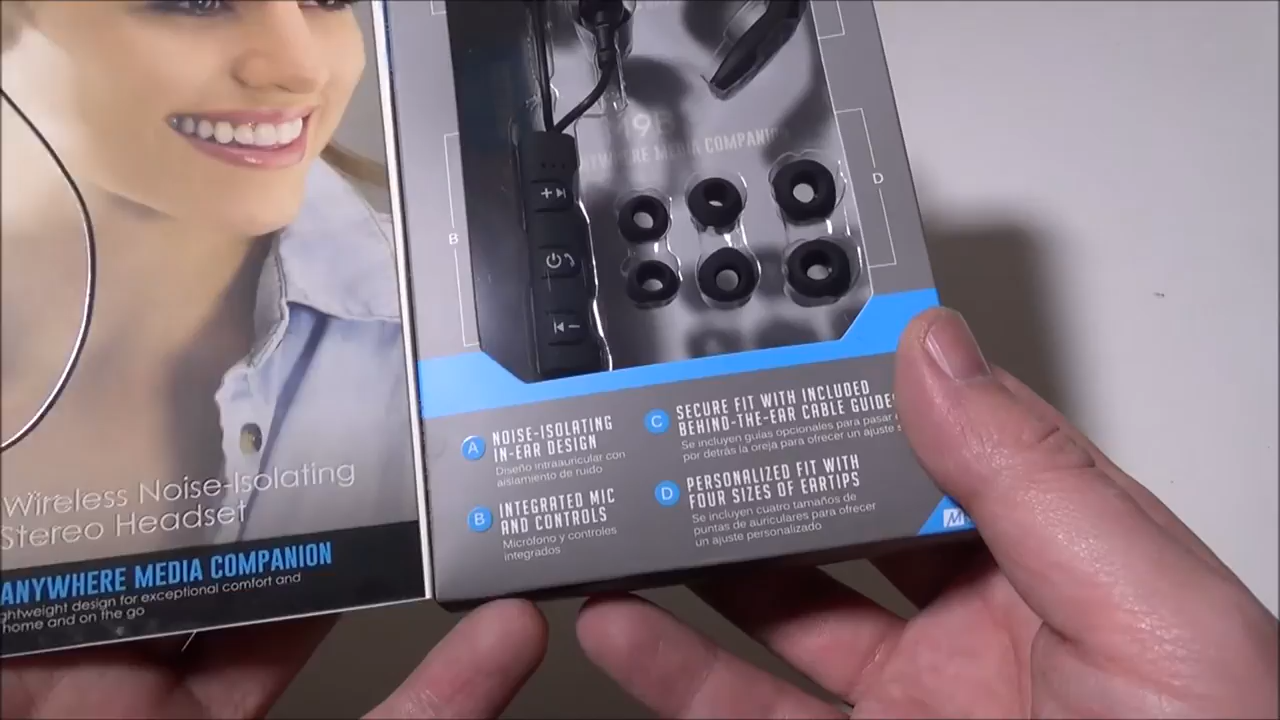 Wireless Noise-Isolating
Stereo Headset
ANYWHERE MEDIA COMPANION
home and on the go
design for exceptional comfort and
MEDIA COMPANION
B
D
A
NOISE-ISOLATING
IN-EAR DESIGN
Diseño intraauricular con
aislamiento de ruido
B
INTEGRATED MIC
AND CONTROLS
Micrófono y controles
integrados
C
SECURE FIT WITH INCLUDED
BEHIND-THE-EAR CABLE
Se incluyen guías opcionales para pasar
por detrás la oreja para ofrecer un ajuste
D
PERSONALIZED FIT WITH
FOUR SIZES OF EARTIPS
Se incluyen cuatro tamaños de
puntas de auriculares para ofrecer
un ajuste personalizado